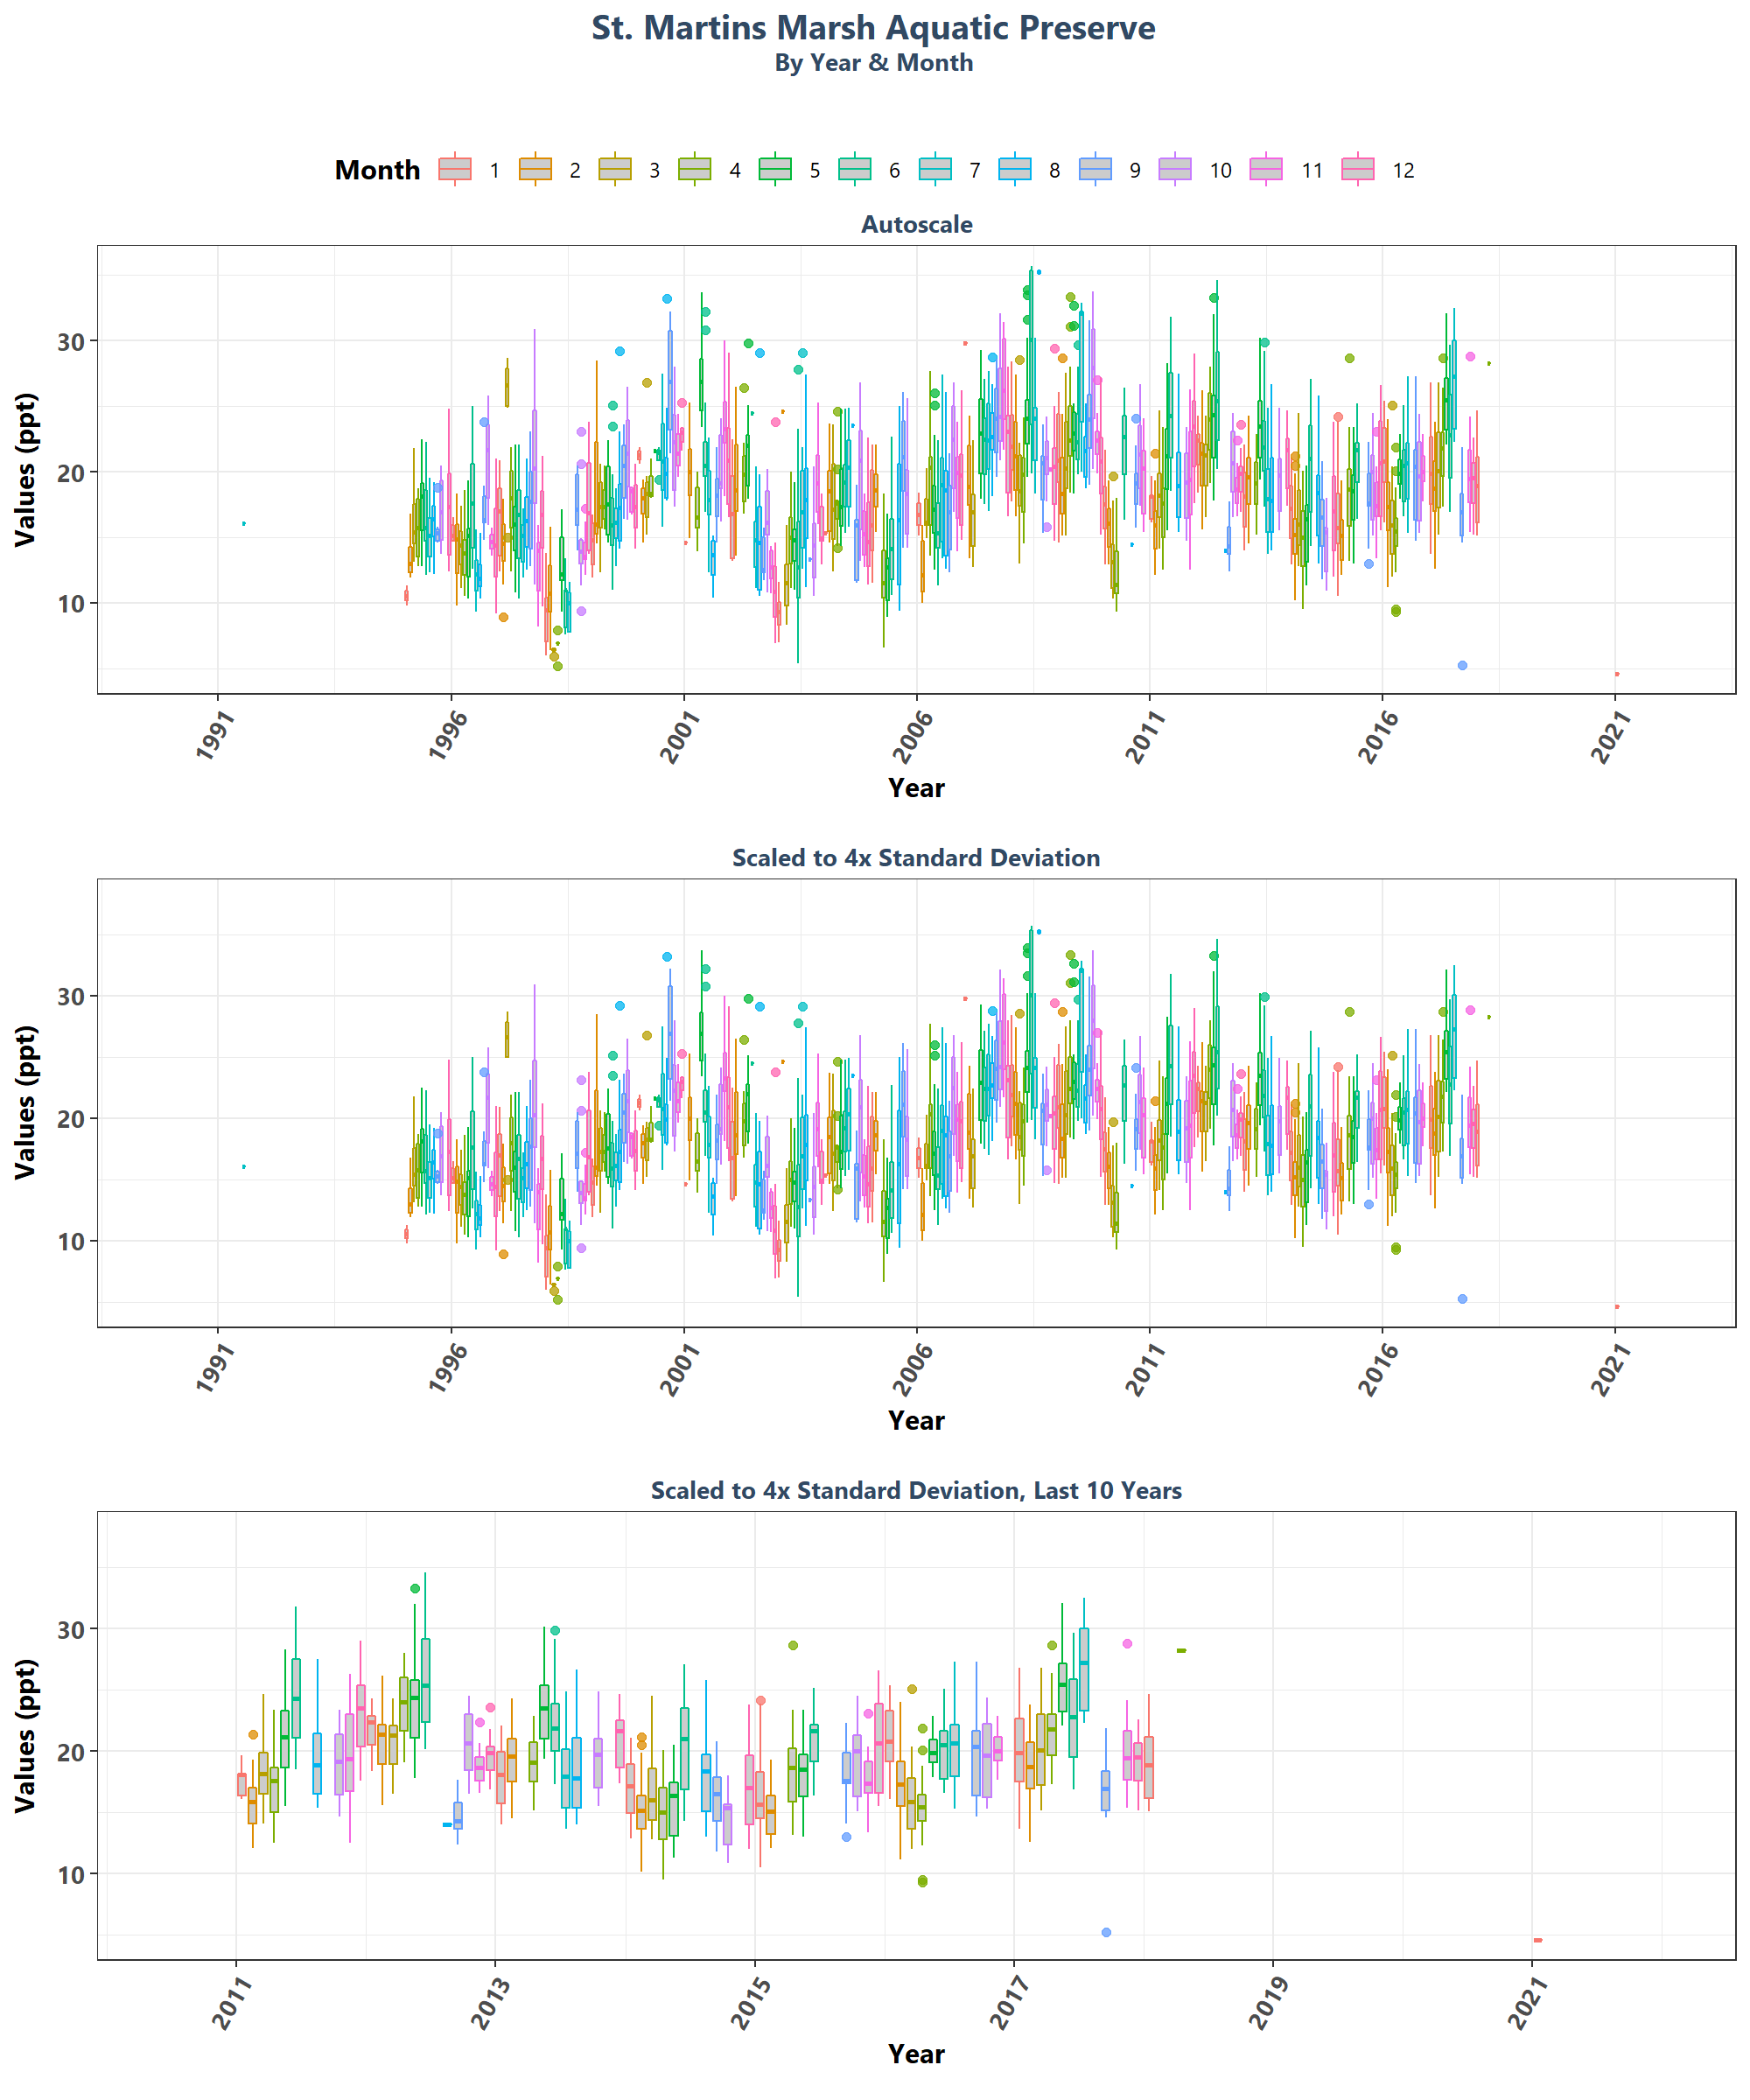 St. Martins Marsh Aquatic Preserve
By Year & Month
Month 1 2 3 4 5 6 7 8 9 10 11 12
Autoscale
Values (ppt)
30
20
10
1991 1996 2001 2006 2011 2016 2021
Year
Scaled to 4x Standard Deviation
Values (ppt)
30
20
10
1991 1996 2001 2006 2011 2016 2021
Year
Scaled to 4x Standard Deviation, Last 10 Years
Values (ppt)
30
20
10
2011 2013 2015 2017 2019 2021
Year